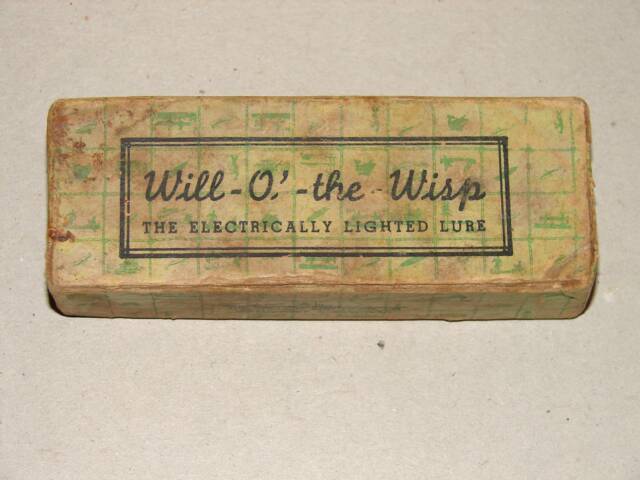 Will-O'-the-Wisp
THE ELECTRICALLY LIGHTED LURE